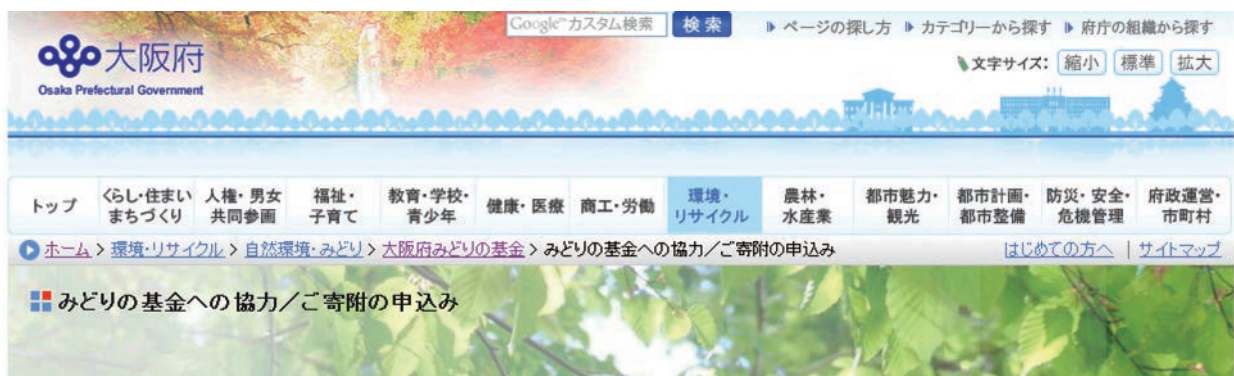 Google™カスタム検索 検索 ページの探し方 カテゴリーから探す 府庁の組織から探す
大阪府
Osaka Prefectural Government
文字サイズ: 縮小 標準 拡大
トップ くらし・住まい 人権・男女 福祉・ 教育・学校・ 健康・医療 商工・労働 環境・ 農林・ 都市魅力・ 都市計画・ 防災・安全・ 府政運営・
まちづくり 共同参画 子育て 青少年 リサイクル 水産業 観光 都市整備 危機管理 市町村
ホーム > 環境・リサイクル > 自然環境・みどり > 大阪府みどりの基金 > みどりの基金への協力／ご寄附の申込み はじめての方へ | サイトマップ
みどりの基金への協力／ご寄附の申込み